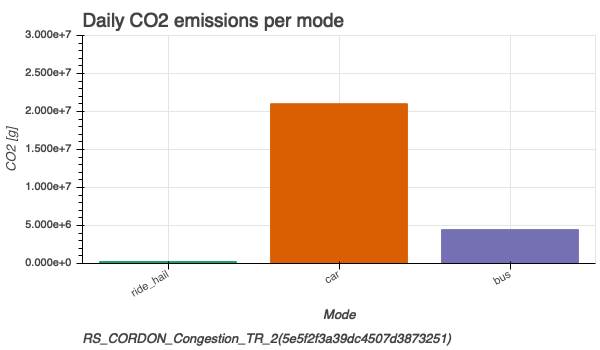 Daily CO2 emissions per mode
3.000e+7
2.500e+7
2.000e+7
1.500e+7
1.000e+7
5.000e+6
0.000e+0
CO2 [g]
ride_hail
car
bus
Mode
RS_CORDON_Congestion_TR_2(5e5f2f3a39dc4507d3873251)